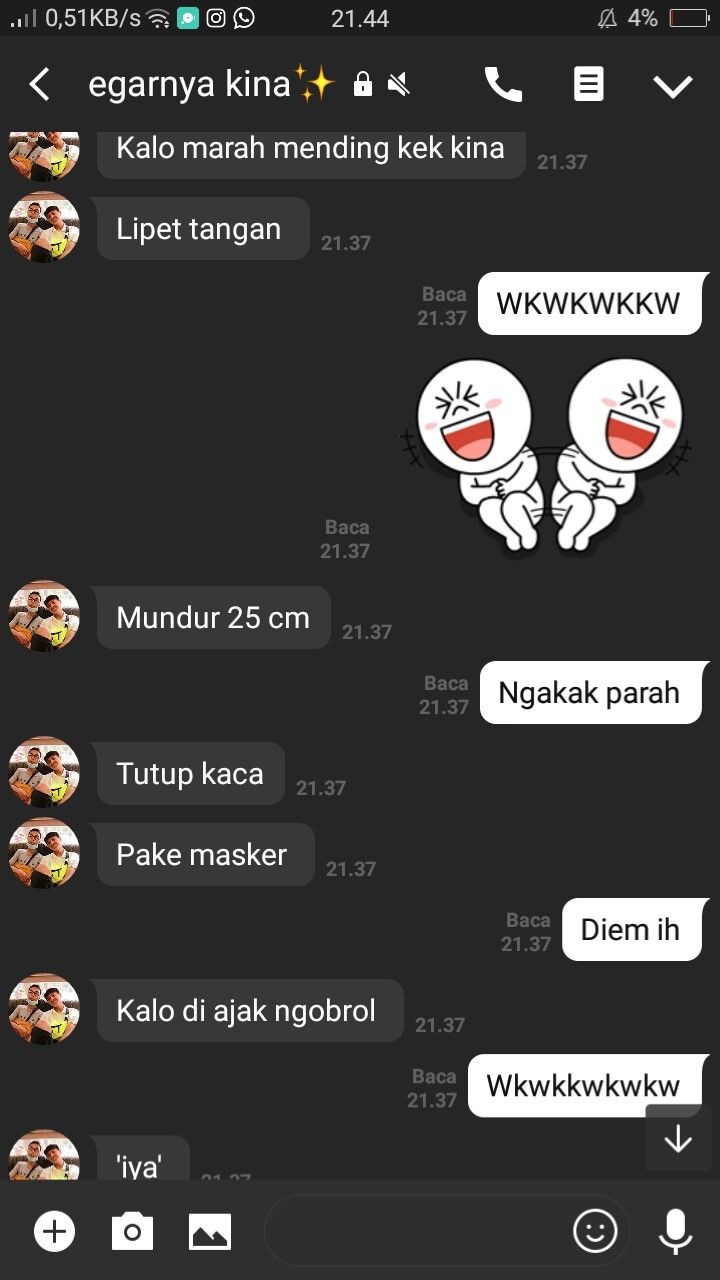 0,51KB/s 21.44 4%
egarnya kina✨
Kalo marah mending kek kina
21.37
Lipet tangan
21.37
Baca
21.37
WKWKWKKW
Baca
21.37
Mundur 25 cm
21.37
Baca
21.37
Ngakak parah
Tutup kaca
21.37
Pake masker
21.37
Baca
21.37
Diem ih
Kalo di ajak ngobrol
21.37
Baca
21.37
Wkwkkwkwkw
'iya'
21.37